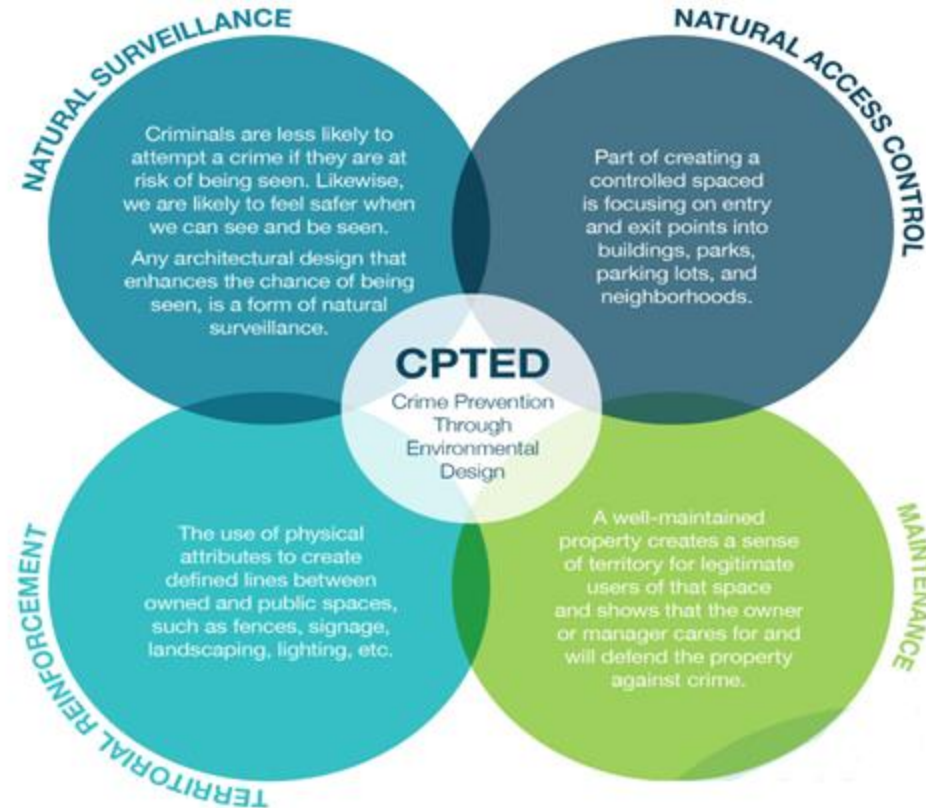 NATURAL SURVEILLANCE
Criminals are less likely to
attempt a crime if they are at
risk of being seen. Likewise,
we are likely to feel safer when
we can see and be seen.
Any architectural design that
enhances the chance of being
seen, is a form of natural
surveillance.
NATURAL ACCESS CONTROL
Part of creating a
controlled spaced
is focusing on entry
and exit points into
buildings, parks,
parking lots, and
neighborhoods.
CPTED
Crime Prevention
Through
Environmental
Design
TERRITORIAL REINFORCEMENT
The use of physical
attributes to create
defined lines between
owned and public spaces,
such as fences, signage,
landscaping, lighting, etc.
MAINTENANCE
A well-maintained
property creates a sense
of territory for legitimate
users of that space
and shows that the owner
or manager cares for and
will defend the property
against crime.